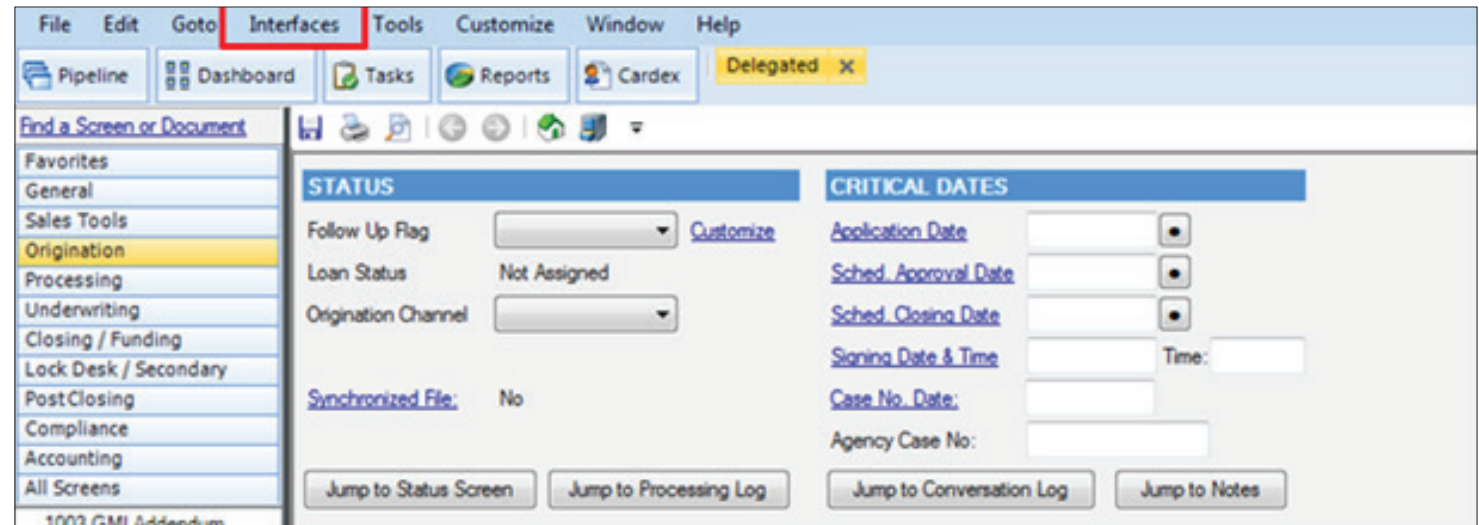 File Edit Goto Interfaces Tools Customize Window Help
Pipeline Dashboard Tasks Reports Cardex Delegated
Find a Screen or Document
Favorites
General
Sales Tools
Origination
Processing
Underwriting
Closing / Funding
Lock Desk / Secondary
PostClosing
Compliance
Accounting
All Screens
1003 GMI Addendum
STATUS
Follow Up Flag Customize
Loan Status Not Assigned
Origination Channel
Synchronized File: No
Jump to Status Screen Jump to Processing Log
CRITICAL DATES
Application Date
Sched. Approval Date
Sched. Closing Date
Signing Date & Time Time:
Case No. Date:
Agency Case No:
Jump to Conversation Log Jump to Notes